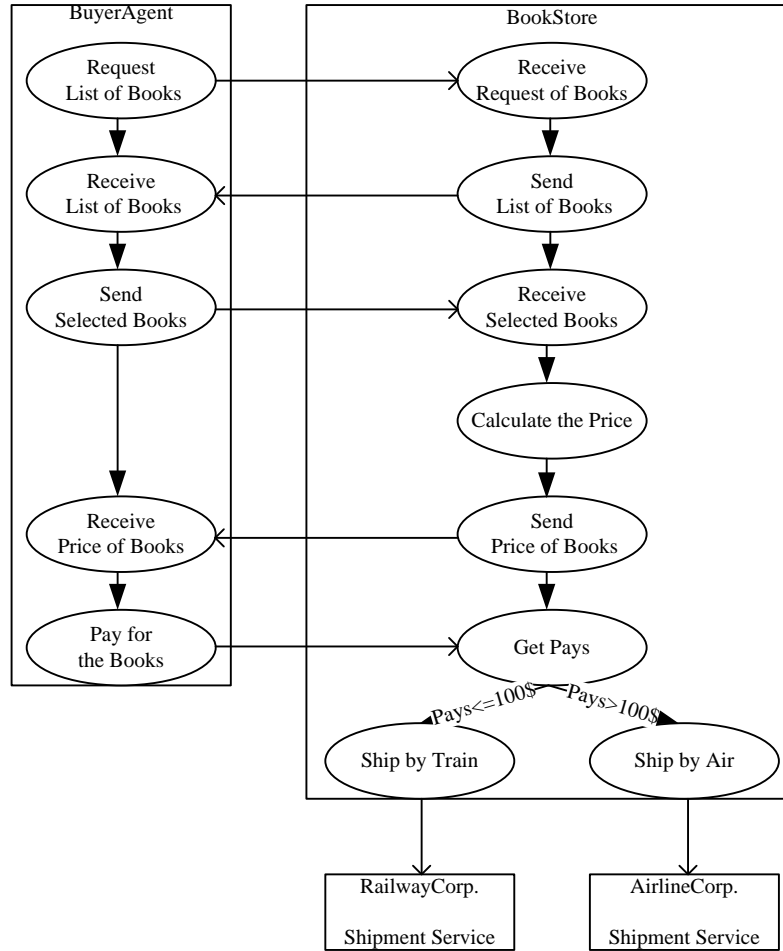 BuyerAgent
BookStore
Request
List of Books
Receive
Request of Books
Receive
List of Books
Send
List of Books
Send
Selected Books
Receive
Selected Books
Calculate the Price
Receive
Price of Books
Send
Price of Books
Pay for
the Books
Get Pays
Pays<=100$
Pays>100$
Ship by Train
Ship by Air
RailwayCorp.
Shipment Service
AirlineCorp.
Shipment Service